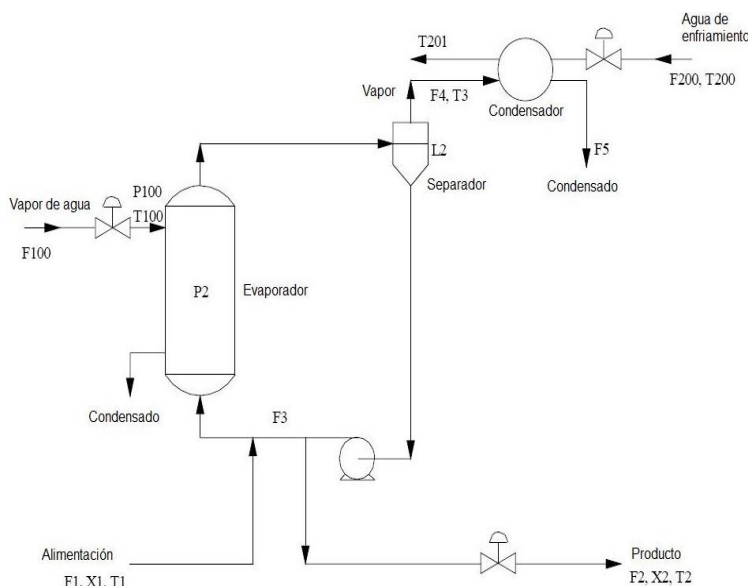 Agua de
enfriamiento
T201
F200, T200
Vapor
F4, T3
Condensador
L2
F5
Separador
Condensado
P100
Vapor de agua
T100
F100
P2
Evaporador
Condensado
F3
Alimentación
F1, X1, T1
Producto
F2, X2, T2